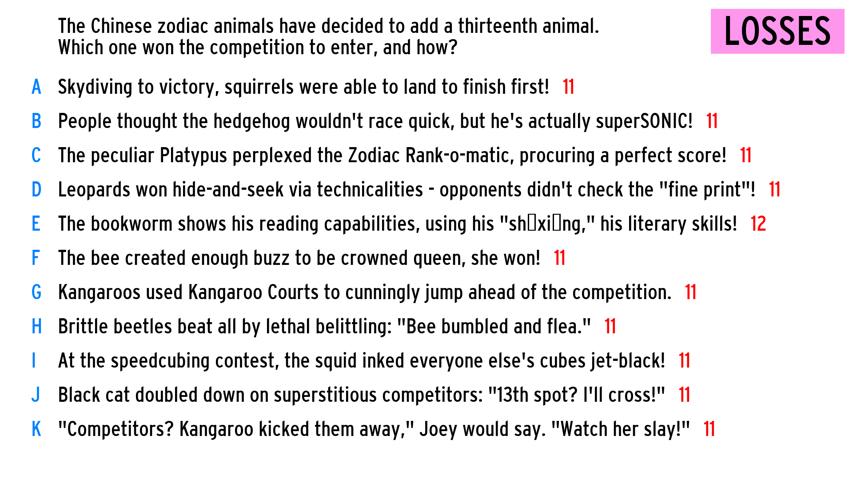 The Chinese zodiac animals have decided to add a thirteenth animal.
Which one won the competition to enter, and how?
LOSSES
A Skydiving to victory, squirrels were able to land to finish first! 11
B People thought the hedgehog wouldn't race quick, but he's actually superSONIC! 11
C The peculiar Platypus perplexed the Zodiac Rank-o-matic, procuring a perfect score! 11
D Leopards won hide-and-seek via technicalities - opponents didn't check the "fine print"! 11
E The bookworm shows his reading capabilities, using his "sh▯xi▯ng," his literary skills! 12
F The bee created enough buzz to be crowned queen, she won! 11
G Kangaroos used Kangaroo Courts to cunningly jump ahead of the competition. 11
H Brittle beetles beat all by lethal belittling: "Bee bumbled and flea." 11
I At the speedcubing contest, the squid inked everyone else's cubes jet-black! 11
J Black cat doubled down on superstitious competitors: "13th spot? I'll cross!" 11
K "Competitors? Kangaroo kicked them away," Joey would say. "Watch her slay!" 11